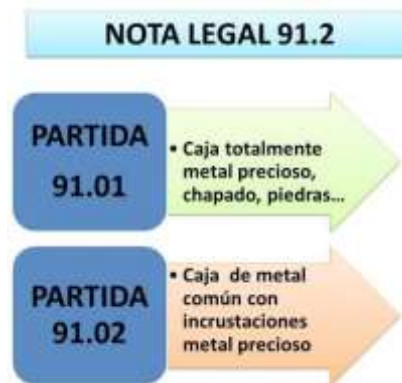 NOTA LEGAL 91.2
PARTIDA
91.01
• Caja totalmente
metal precioso,
chapado, piedras...
PARTIDA
91.02
• Caja de metal
común con
incrustaciones
metal precioso